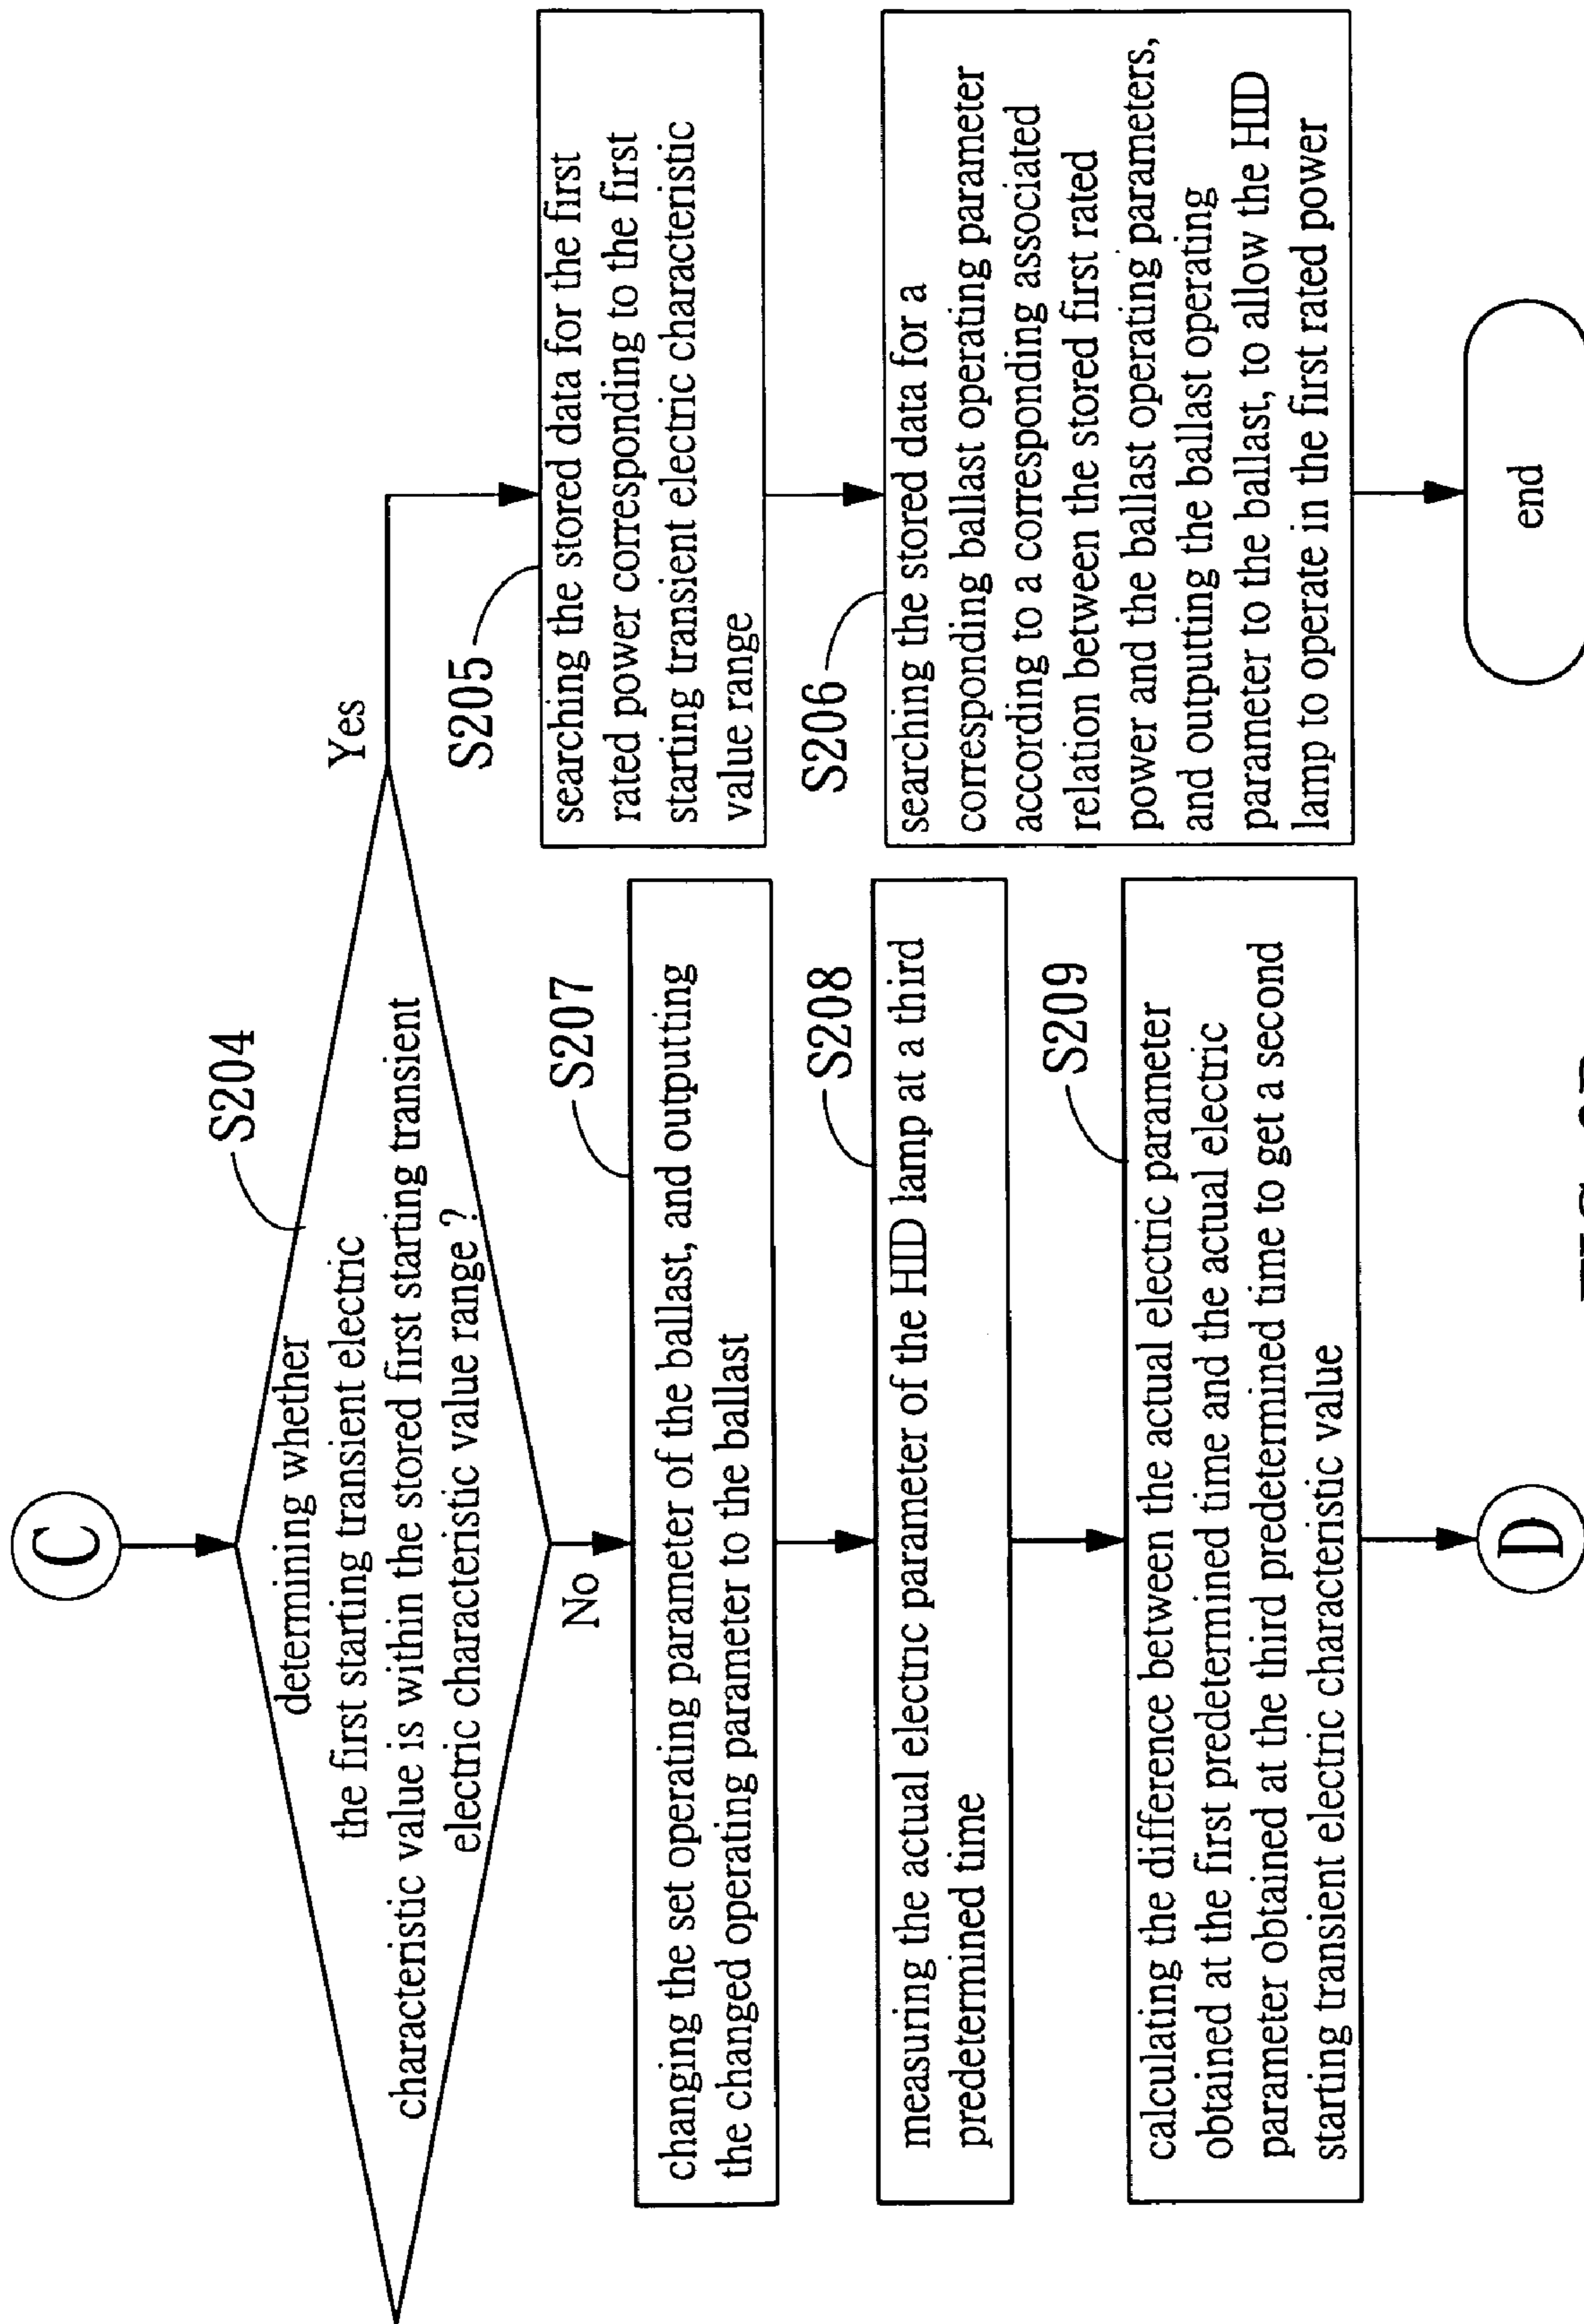 C
S204
determining whether
the first starting transient electric
characteristic value is within the stored first starting transient
electric characteristic value range ?
Yes
No
S205
searching the stored data for the first
rated power corresponding to the first
starting transient electric characteristic
value range
S206
searching the stored data for a
corresponding ballast operating parameter
according to a corresponding associated
relation between the stored first rated
power and the ballast operating parameters,
and outputting the ballast operating
parameter to the ballast, to allow the HID
lamp to operate in the first rated power
end
S207
changing the set operating parameter of the ballast, and outputting
the changed operating parameter to the ballast
S208
measuring the actual electric parameter of the HID lamp at a third
predetermined time
S209
calculating the difference between the actual electric parameter
obtained at the first predetermined time and the actual electric
parameter obtained at the third predetermined time to get a second
starting transient electric characteristic value
D